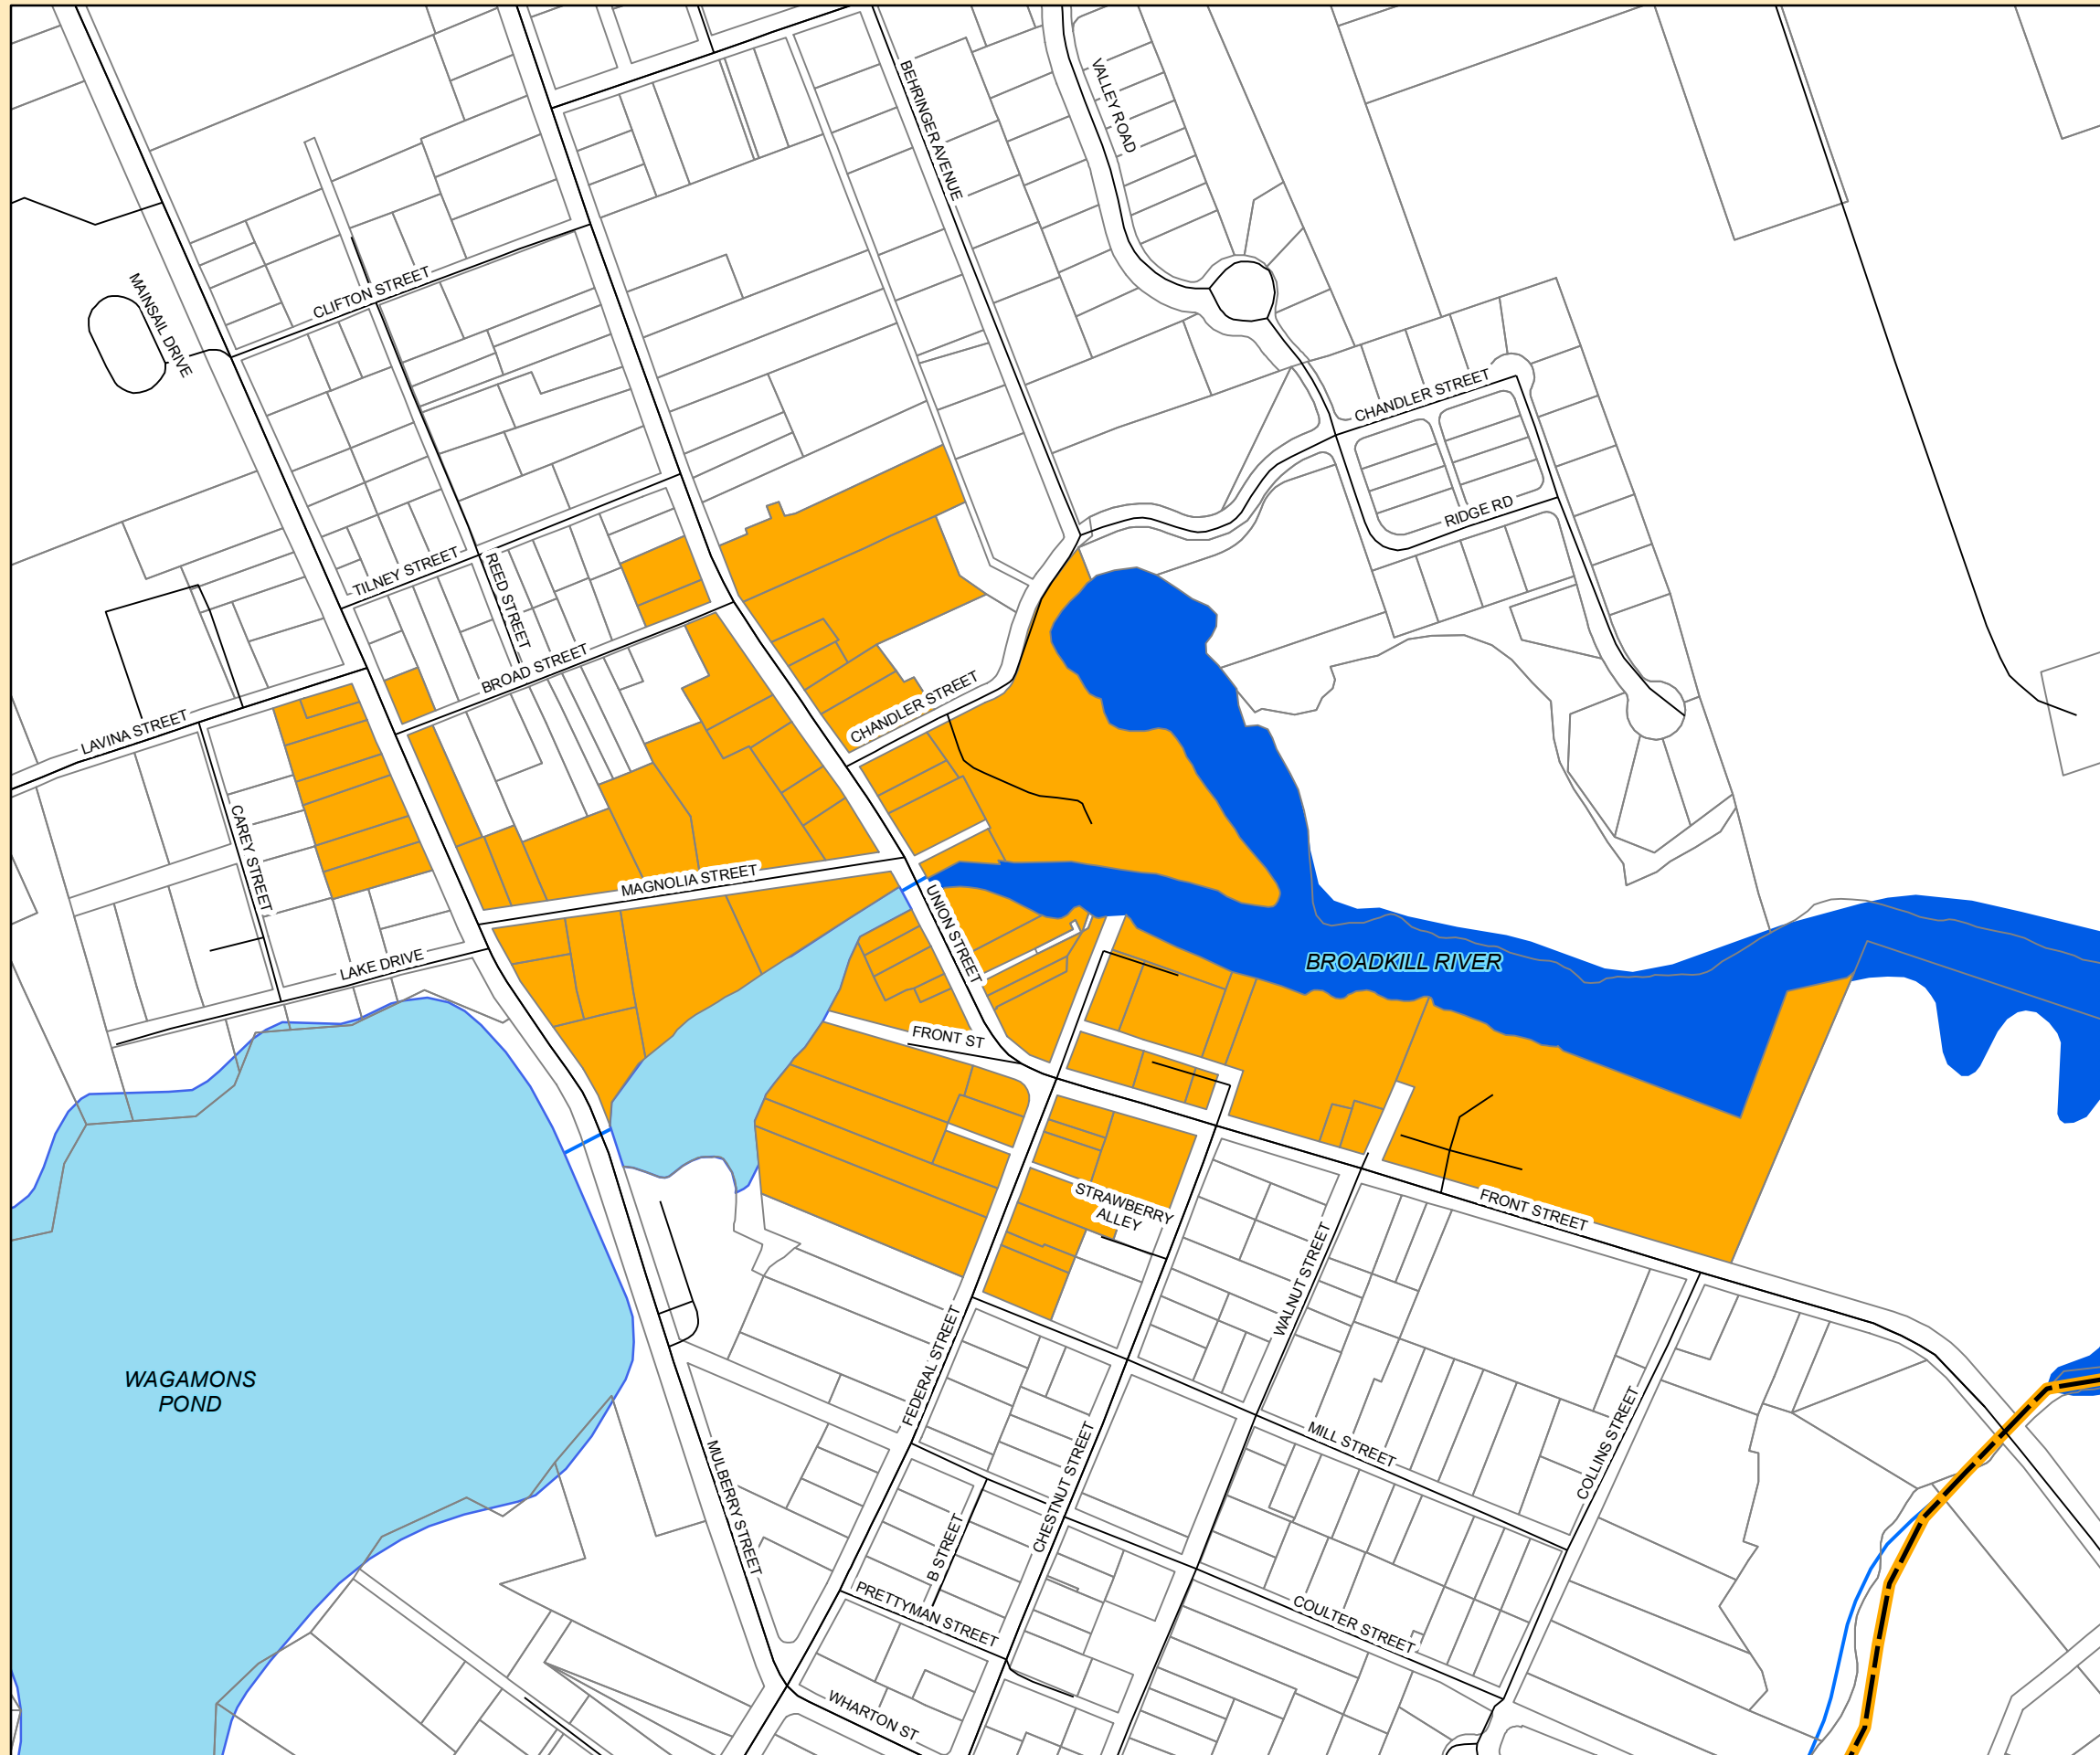 BEHRINGER AVENUE
VALLEY ROAD
MAINSAIL DRIVE
CLIFTON STREET
CHANDLER STREET
RIDGE RD
TILNEY STREET
REED STREET
BROAD STREET
CHANDLER STREET
LAVINA STREET
CAREY STREET
MAGNOLIA STREET
UNION STREET
LAKE DRIVE
BROADKILL RIVER
FRONT ST
STRAWBERRY
ALLEY
FRONT STREET
WALNUT STREET
FEDERAL STREET
WAGAMONS
POND
MULBERRY STREET
CHESTNUT STREET
MILL STREET
COLLINS STREET
B STREET
PRETTYMAN STREET
COULTER STREET
WHARTON ST